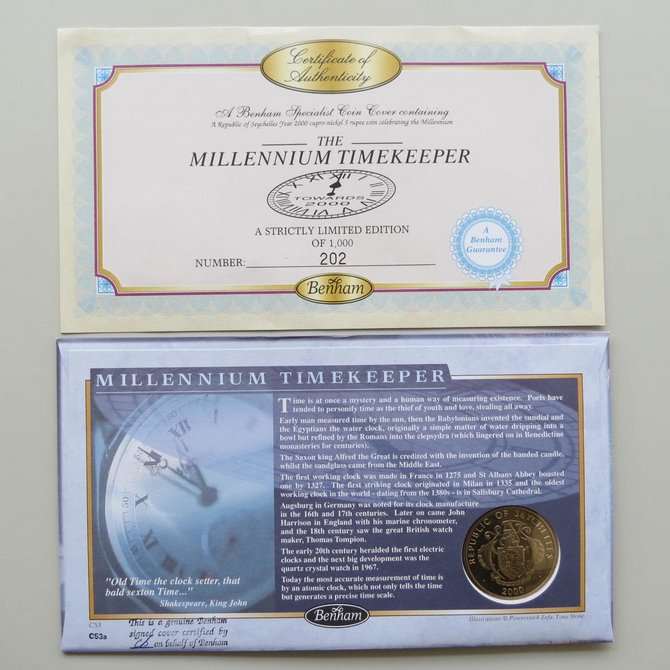 Certificate of
Authenticity
A Benham Specialist Coin Cover containing
A Republic of Seychelles Year 2000 cupro-nickel 5 rupee coin celebrating the Millennium
THE
MILLENNIUM TIMEKEEPER
TOWARDS
2000
A STRICTLY LIMITED EDITION
OF 1,000
NUMBER: 202
A
Benham
Guarantee
Benham
MILLENNIUM TIMEKEEPER
Time is at once a mystery and a human way of measuring existence. Poets have
tended to personify time as the thief of youth and love, stealing all away.
Early man measured time by the sun, then the Babylonians invented the sundial and
the Egyptians the water clock, originally a simple matter of water dripping into a
bowl but refined by the Romans into the clepsydra (which lingered on in Benedictine
monasteries for centuries).
The Saxon king Alfred the Great is credited with the invention of the banded candle,
whilst the sandglass came from the Middle East.
The first working clock was made in France in 1275 and St Albans Abbey boasted
one by 1327. The first striking clock originated in Milan in 1335 and the oldest
working clock in the world - dating from the 1380s - is in Salisbury Cathedral.
Augsburg in Germany was noted for its clock manufacture
in the 16th and 17th centuries. Later on came John
Harrison in England with his marine chronometer,
and the 18th century saw the great British watch
maker, Thomas Tompion.
The early 20th century heralded the first electric
clocks and the next big development was the
quartz crystal watch in 1967.
Today the most accurate measurement of time is
by an atomic clock, which not only tells the time
but generates a precise time scale.
REPUBLIC OF SEYCHELLES
2000
"Old Time the clock setter, that
bald sexton Time..."
Shakespeare, King John
Benham
Illustrations © Powerstock Zefa, Tony Stone.
C53
C53a
This is a genuine Benham
signed cover certified by
on behalf of Benham